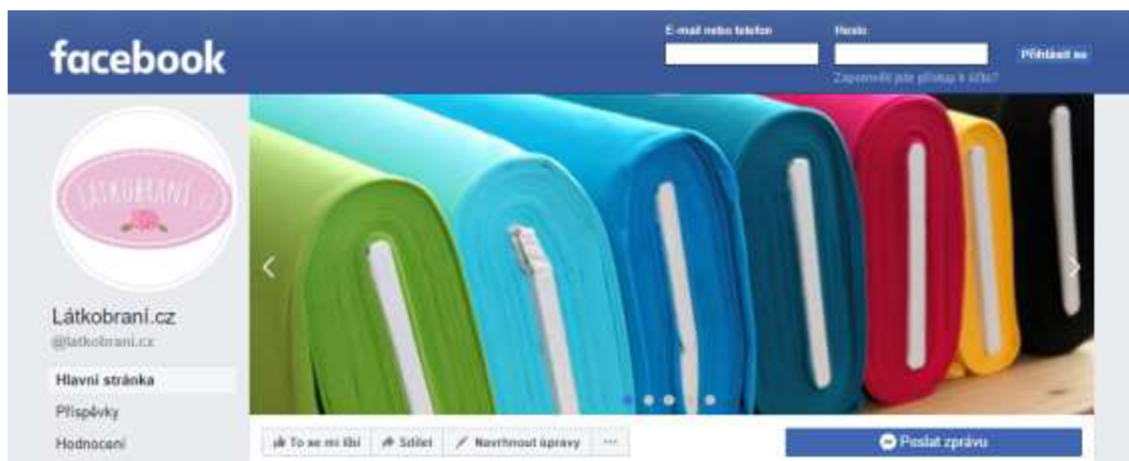 facebook
E-mail nebo telefon
Heslo
Přihlásit se
Zapomněli jste přístup k účtu?
LÁTKOBRANÍ.cz
Látkobraní.cz
@latkobrani.cz
Hlavní stránka
Příspěvky
Hodnocení
To se mi líbí
Sdílet
Navrhnout úpravy
Poslat zprávu